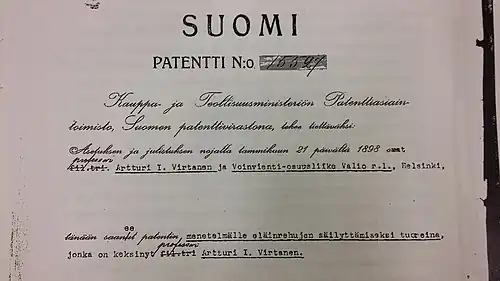 SUOMI
PATENTTI N:o 15597
Kauppa- ja Teollisuusministeriön Patenttiasiain-
toimisto, Suomen patenttivirastona, tekee tiettäväksi:
Asetuksen ja julistuksen nojalla tammikuun 21 päivältä 1898 ovat
professori
fil.tri. Artturi I. Virtanen ja Voinvienti-osuusliike Valio r.l., Helsinki,
ee
tänään saanut patentin, menetelmälle eläinrehujen säilyttämiseksi tuoreina,
professori
jonka on keksinyt fil.tri Artturi I. Virtanen.